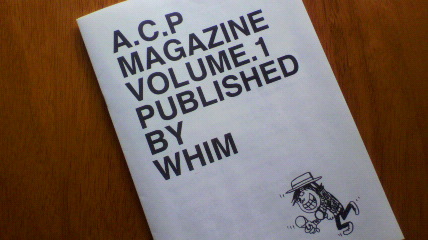 A.C.P
MAGAZINE
VOLUME.1
PUBLISHED
BY
WHIM